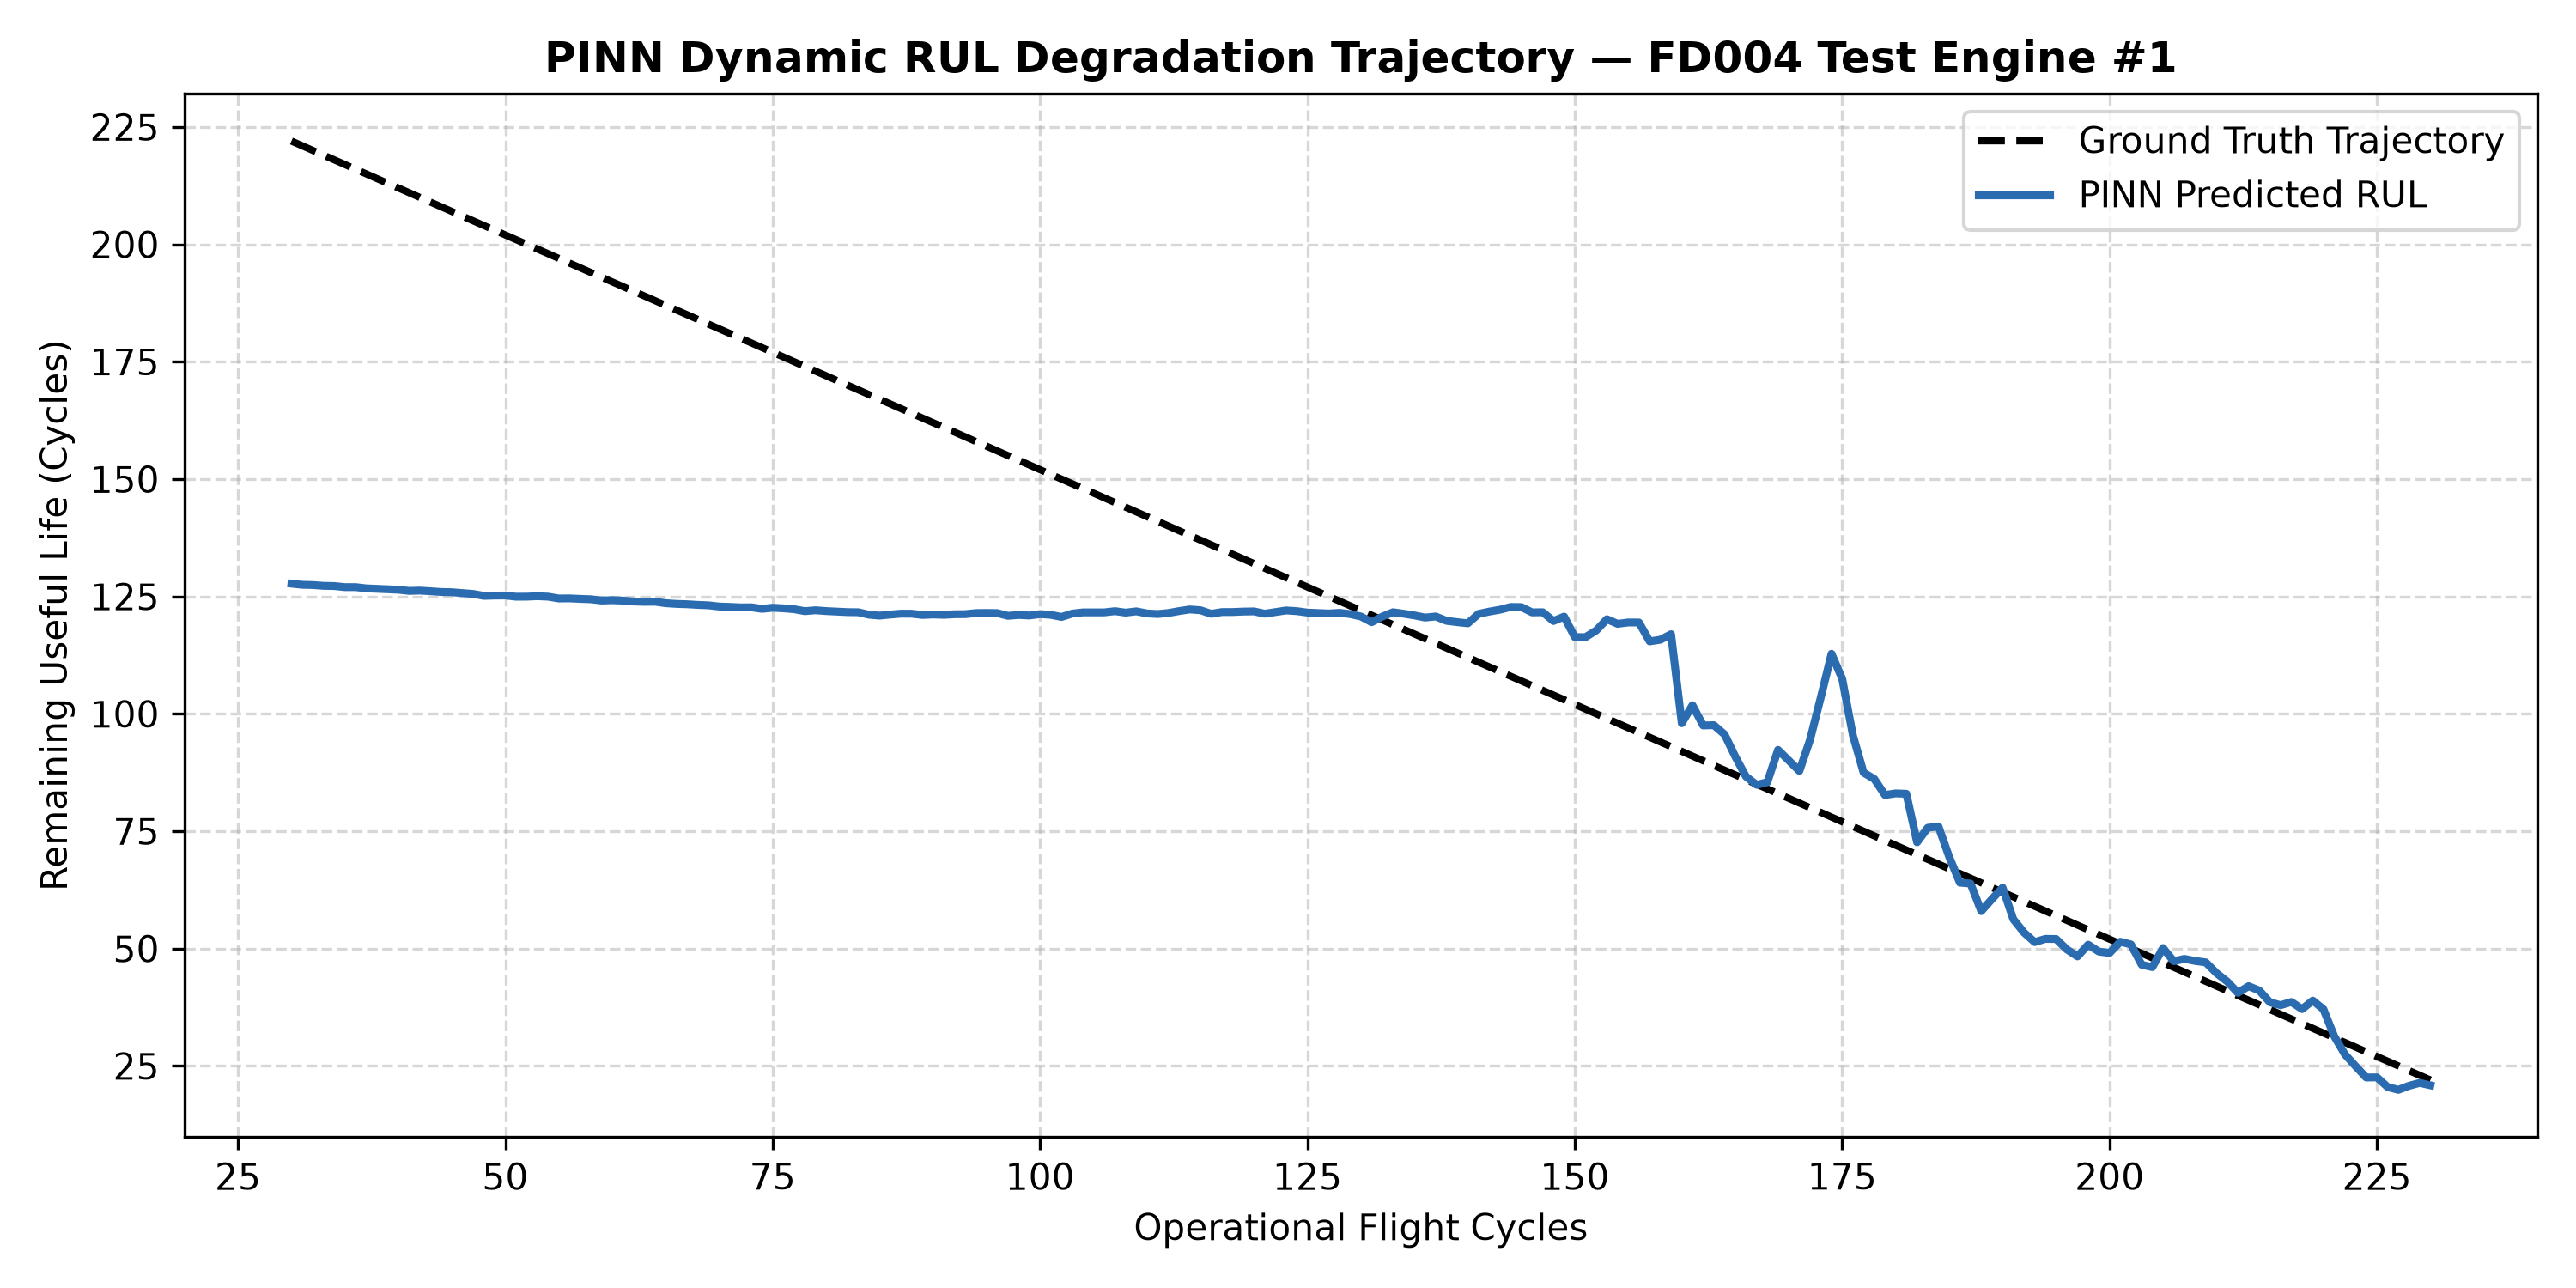 PINN Dynamic RUL Degradation Trajectory — FD004 Test Engine #1
Ground Truth Trajectory
PINN Predicted RUL
Remaining Useful Life (Cycles)
225
200
175
150
125
100
75
50
25
25 50 75 100 125 150 175 200 225
Operational Flight Cycles